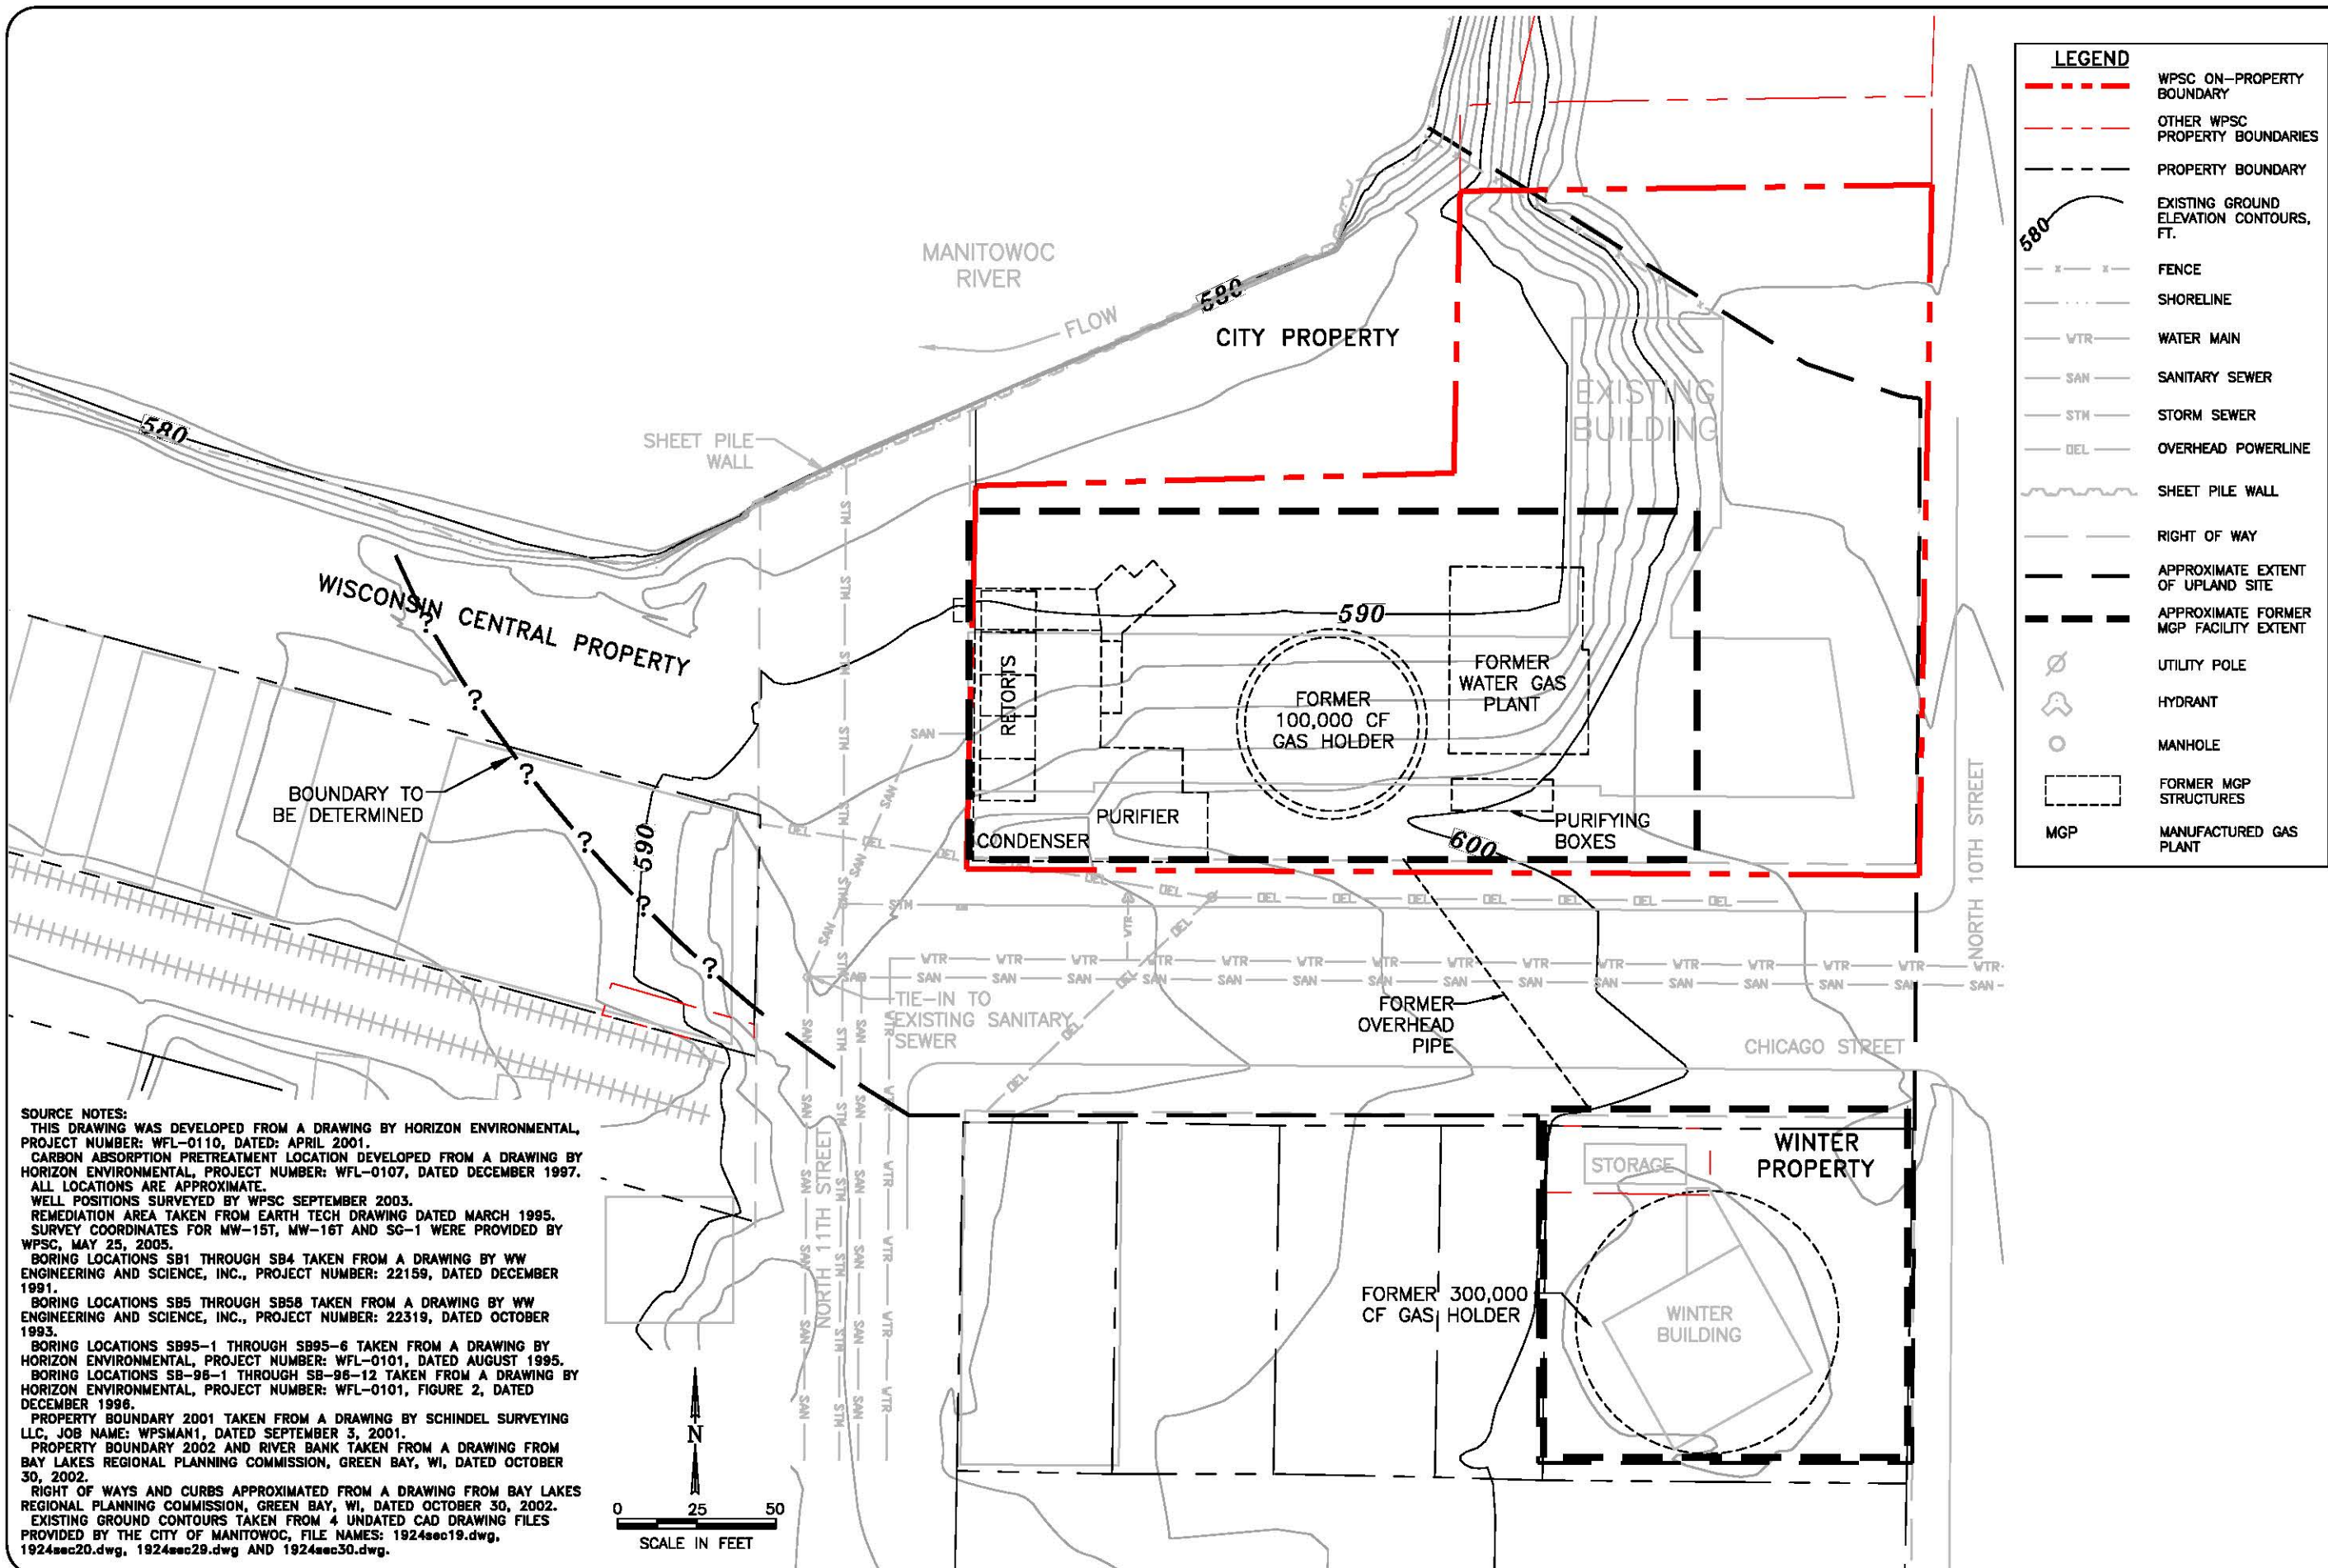 LEGEND
WPSC ON-PROPERTY
BOUNDARY
OTHER WPSC
PROPERTY BOUNDARIES
PROPERTY BOUNDARY
580
EXISTING GROUND
ELEVATION CONTOURS,
FT.
FENCE
SHORELINE
WTR
WATER MAIN
SAN
SANITARY SEWER
STM
STORM SEWER
OEL
OVERHEAD POWERLINE
SHEET PILE WALL
RIGHT OF WAY
APPROXIMATE EXTENT
OF UPLAND SITE
APPROXIMATE FORMER
MGP FACILITY EXTENT
UTILITY POLE
HYDRANT
MANHOLE
FORMER MGP
STRUCTURES
MGP
MANUFACTURED GAS
PLANT
MANITOWOC
RIVER
FLOW
580
CITY PROPERTY
EXISTING
BUILDING
580
SHEET PILE
WALL
WISCONSIN CENTRAL PROPERTY
590
RETORTS
FORMER
100,000 CF
GAS HOLDER
FORMER
WATER GAS
PLANT
BOUNDARY TO
BE DETERMINED
590
PURIFIER
CONDENSER
PURIFYING
BOXES
600
NORTH 10TH STREET
TIE-IN TO
EXISTING SANITARY
SEWER
FORMER
OVERHEAD
PIPE
CHICAGO STREET
NORTH 11TH STREET
STORAGE
WINTER
PROPERTY
FORMER 300,000
CF GAS HOLDER
WINTER
BUILDING
SOURCE NOTES:
THIS DRAWING WAS DEVELOPED FROM A DRAWING BY HORIZON ENVIRONMENTAL,
PROJECT NUMBER: WFL-0110, DATED: APRIL 2001.
CARBON ABSORPTION PRETREATMENT LOCATION DEVELOPED FROM A DRAWING BY
HORIZON ENVIRONMENTAL, PROJECT NUMBER: WFL-0107, DATED DECEMBER 1997.
ALL LOCATIONS ARE APPROXIMATE.
WELL POSITIONS SURVEYED BY WPSC SEPTEMBER 2003.
REMEDIATION AREA TAKEN FROM EARTH TECH DRAWING DATED MARCH 1995.
SURVEY COORDINATES FOR MW-15T, MW-16T AND SG-1 WERE PROVIDED BY
WPSC, MAY 25, 2005.
BORING LOCATIONS SB1 THROUGH SB4 TAKEN FROM A DRAWING BY WW
ENGINEERING AND SCIENCE, INC., PROJECT NUMBER: 22159, DATED DECEMBER
1991.
BORING LOCATIONS SB5 THROUGH SB58 TAKEN FROM A DRAWING BY WW
ENGINEERING AND SCIENCE, INC., PROJECT NUMBER: 22319, DATED OCTOBER
1993.
BORING LOCATIONS SB95-1 THROUGH SB95-6 TAKEN FROM A DRAWING BY
HORIZON ENVIRONMENTAL, PROJECT NUMBER: WFL-0101, DATED AUGUST 1995.
BORING LOCATIONS SB-96-1 THROUGH SB-96-12 TAKEN FROM A DRAWING BY
HORIZON ENVIRONMENTAL, PROJECT NUMBER: WFL-0101, FIGURE 2, DATED
DECEMBER 1996.
PROPERTY BOUNDARY 2001 TAKEN FROM A DRAWING BY SCHINDEL SURVEYING
LLC, JOB NAME: WPSMAN1, DATED SEPTEMBER 3, 2001.
PROPERTY BOUNDARY 2002 AND RIVER BANK TAKEN FROM A DRAWING FROM
BAY LAKES REGIONAL PLANNING COMMISSION, GREEN BAY, WI, DATED OCTOBER
30, 2002.
RIGHT OF WAYS AND CURBS APPROXIMATED FROM A DRAWING FROM BAY LAKES
REGIONAL PLANNING COMMISSION, GREEN BAY, WI, DATED OCTOBER 30, 2002.
EXISTING GROUND CONTOURS TAKEN FROM 4 UNDATED CAD DRAWING FILES
PROVIDED BY THE CITY OF MANITOWOC, FILE NAMES: 1924sec19.dwg,
1924sec20.dwg, 1924sec29.dwg AND 1924sec30.dwg.
N
0 25 50
SCALE IN FEET